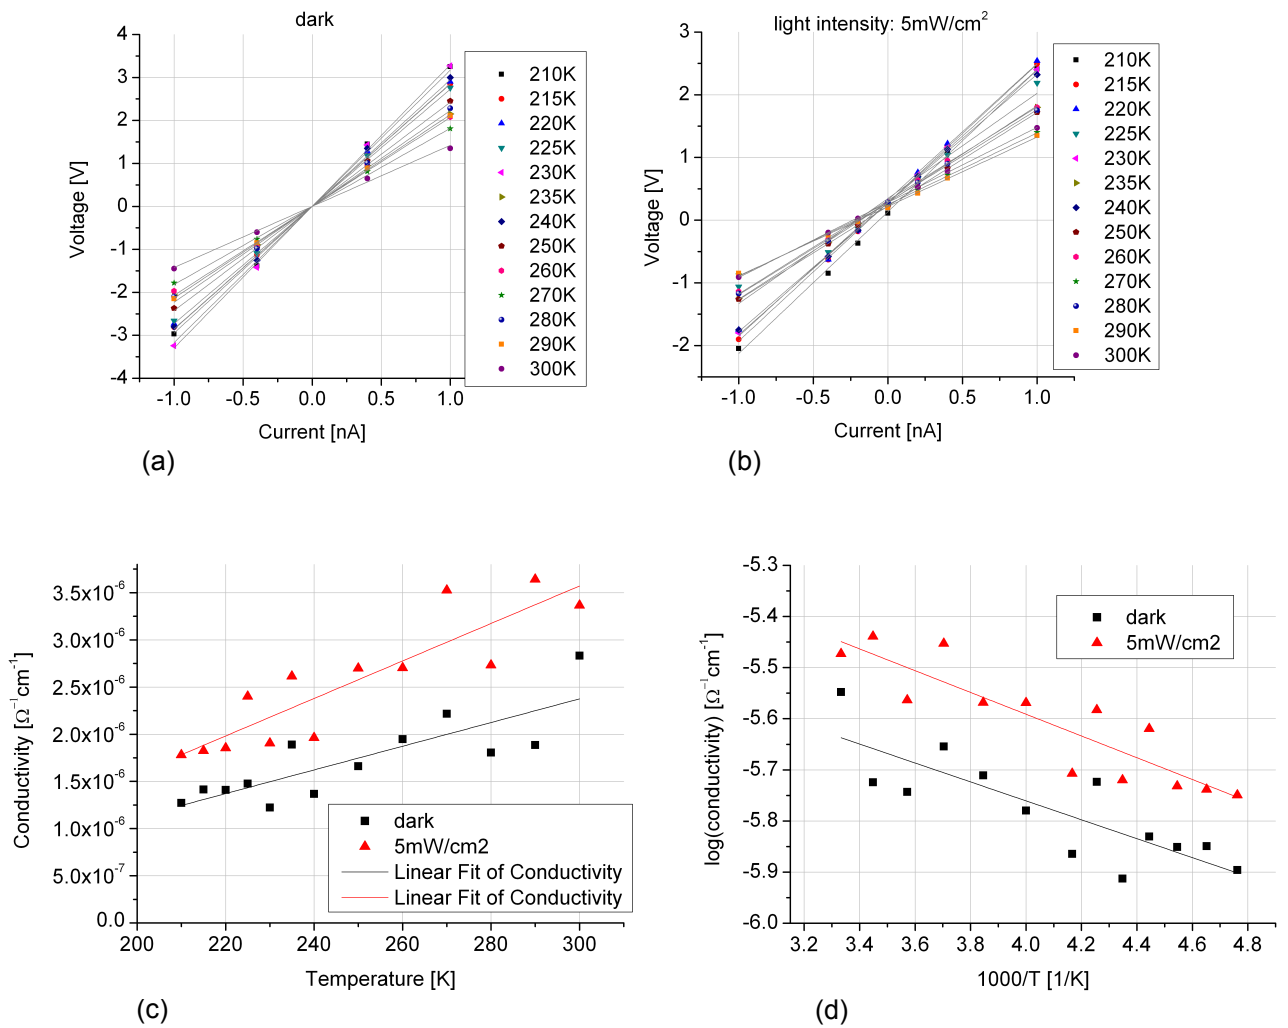 dark
4
3
2
1
0
-1
-2
-3
-4
Voltage [V]
-1.0 -0.5 0.0 0.5 1.0
Current [nA]
210K
215K
220K
225K
230K
235K
240K
250K
260K
270K
280K
290K
300K
(a)
light intensity: 5mW/cm²
3
2
1
0
-1
-2
Voltage [V]
-1.0 -0.5 0.0 0.5 1.0
Current [nA]
210K
215K
220K
225K
230K
235K
240K
250K
260K
270K
280K
290K
300K
(b)
3.5x10⁻⁶
3.0x10⁻⁶
2.5x10⁻⁶
2.0x10⁻⁶
1.5x10⁻⁶
1.0x10⁻⁶
5.0x10⁻⁷
0.0
Conductivity [Ω⁻¹cm⁻¹]
200 220 240 260 280 300
Temperature [K]
dark
5mW/cm2
Linear Fit of Conductivity
Linear Fit of Conductivity
(c)
-5.3
-5.4
-5.5
-5.6
-5.7
-5.8
-5.9
-6.0
log(conductivity) [Ω⁻¹cm⁻¹]
3.2 3.4 3.6 3.8 4.0 4.2 4.4 4.6 4.8
1000/T [1/K]
dark
5mW/cm2
(d)